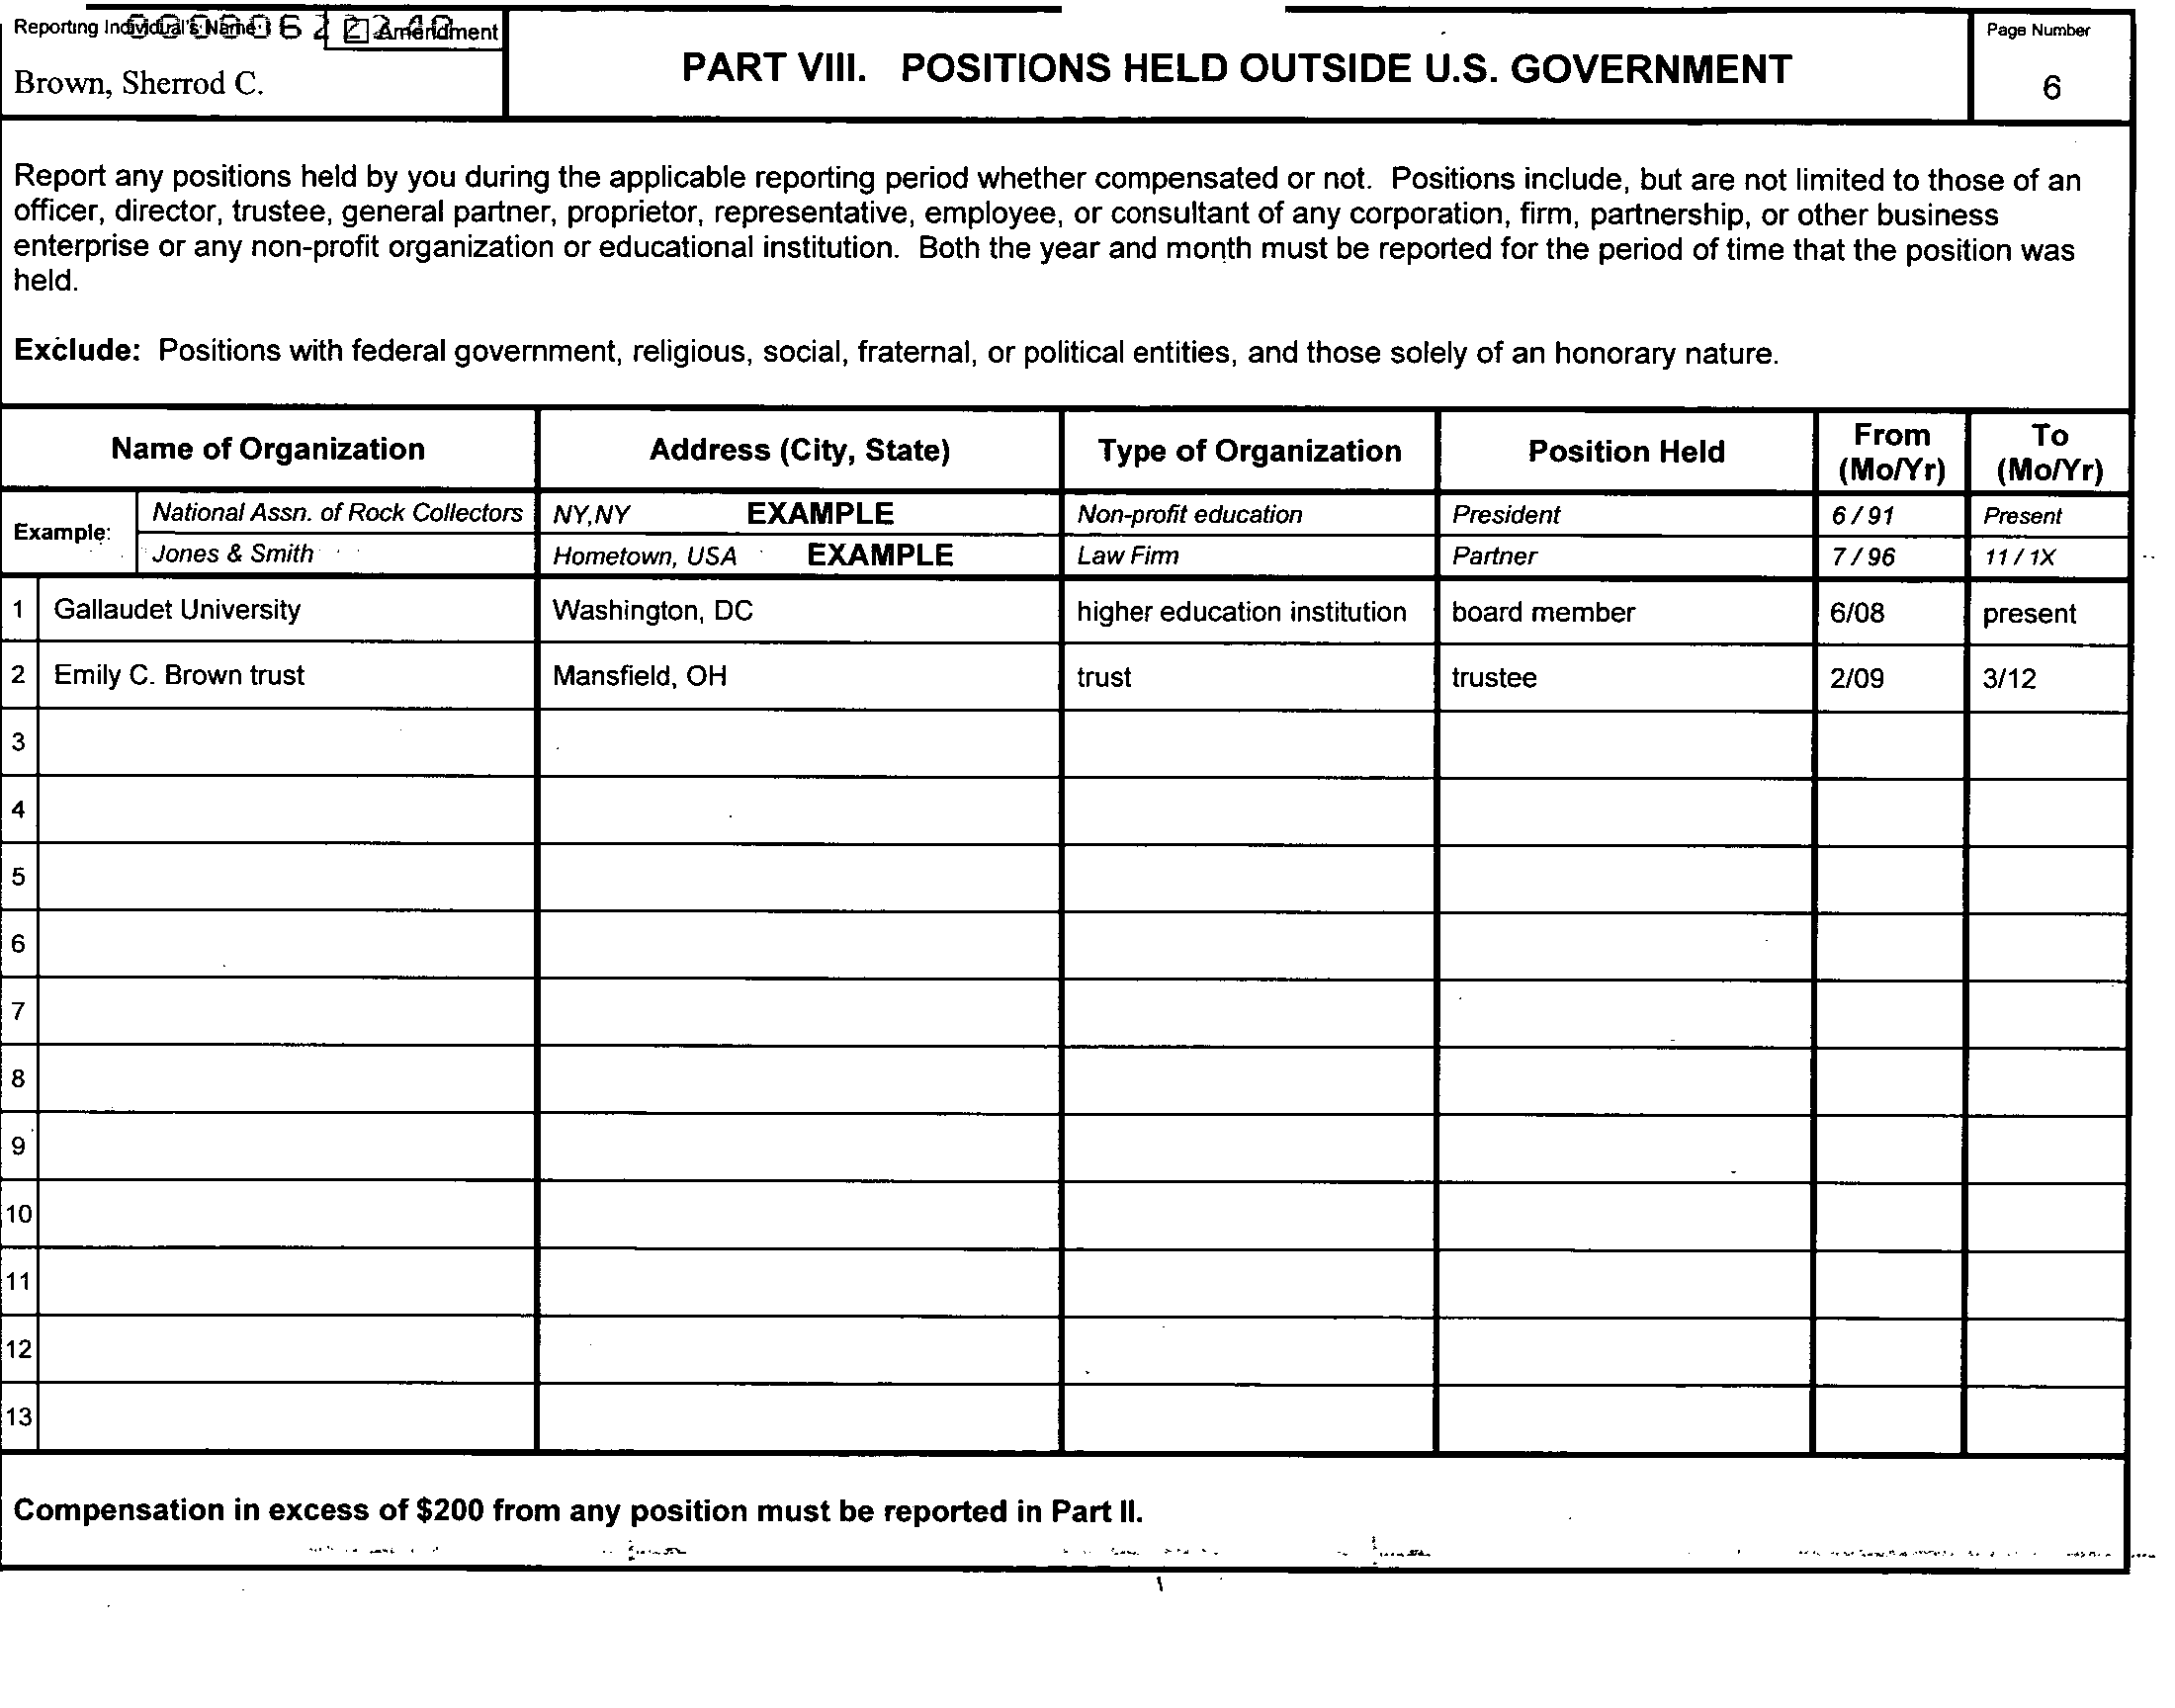 Reporting Individual's Name Amendment
Brown, Sherrod C.
PART VIII. POSITIONS HELD OUTSIDE U.S. GOVERNMENT
Page Number
6
Report any positions held by you during the applicable reporting period whether compensated or not. Positions include, but are not limited to those of an
officer, director, trustee, general partner, proprietor, representative, employee, or consultant of any corporation, firm, partnership, or other business
enterprise or any non-profit organization or educational institution. Both the year and month must be reported for the period of time that the position was
held.
Exclude: Positions with federal government, religious, social, fraternal, or political entities, and those solely of an honorary nature.
Name of Organization Address (City, State) Type of Organization Position Held From (Mo/Yr) To (Mo/Yr)
Example: National Assn. of Rock Collectors NY,NY EXAMPLE Non-profit education President 6 / 91 Present
Jones & Smith Hometown, USA EXAMPLE Law Firm Partner 7 / 96 11 / 1X
1 Gallaudet University Washington, DC higher education institution board member 6/08 present
2 Emily C. Brown trust Mansfield, OH trust trustee 2/09 3/12
3
4
5
6
7
8
9
10
11
12
13
Compensation in excess of $200 from any position must be reported in Part II.